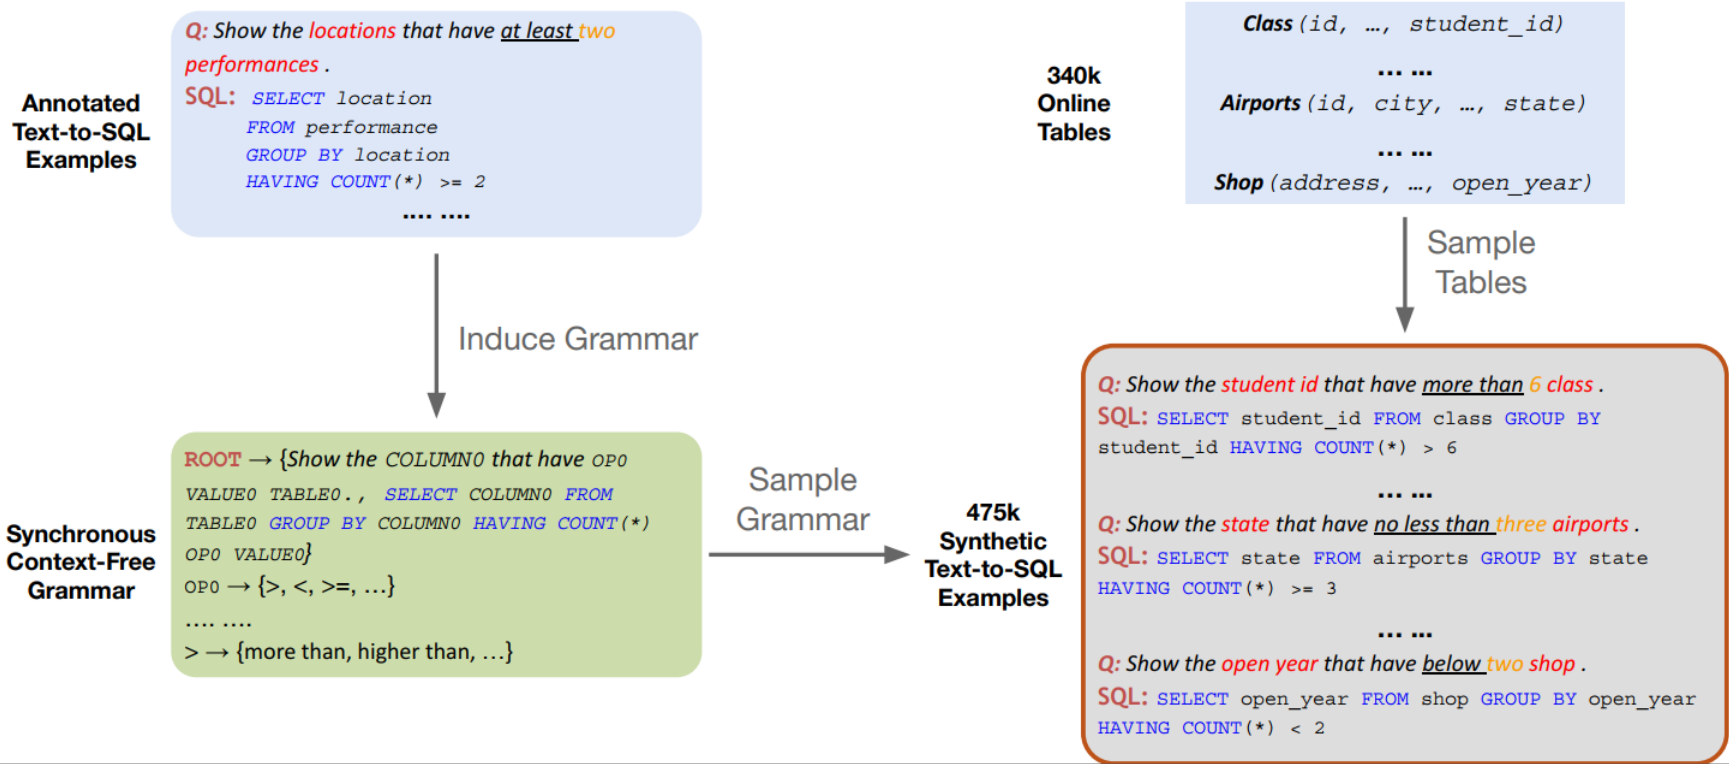 Annotated
Text-to-SQL
Examples
Q: Show the locations that have at least two
performances .
SQL: SELECT location
FROM performance
GROUP BY location
HAVING COUNT(*) >= 2
.... ....
Induce Grammar
Synchronous
Context-Free
Grammar
ROOT → {Show the COLUMN0 that have OP0
VALUE0 TABLE0., SELECT COLUMN0 FROM
TABLE0 GROUP BY COLUMN0 HAVING COUNT(*)
OP0 VALUE0}
OP0 → {>, <, >=, …}
.... ....
> → {more than, higher than, …}
Sample
Grammar
340k
Online
Tables
Class(id, …, student_id)
... ...
Airports(id, city, …, state)
... ...
Shop(address, …, open_year)
Sample
Tables
475k
Synthetic
Text-to-SQL
Examples
Q: Show the student id that have more than 6 class .
SQL: SELECT student_id FROM class GROUP BY
student_id HAVING COUNT(*) > 6
... ...
Q: Show the state that have no less than three airports .
SQL: SELECT state FROM airports GROUP BY state
HAVING COUNT(*) >= 3
... ...
Q: Show the open year that have below two shop .
SQL: SELECT open_year FROM shop GROUP BY open_year
HAVING COUNT(*) < 2